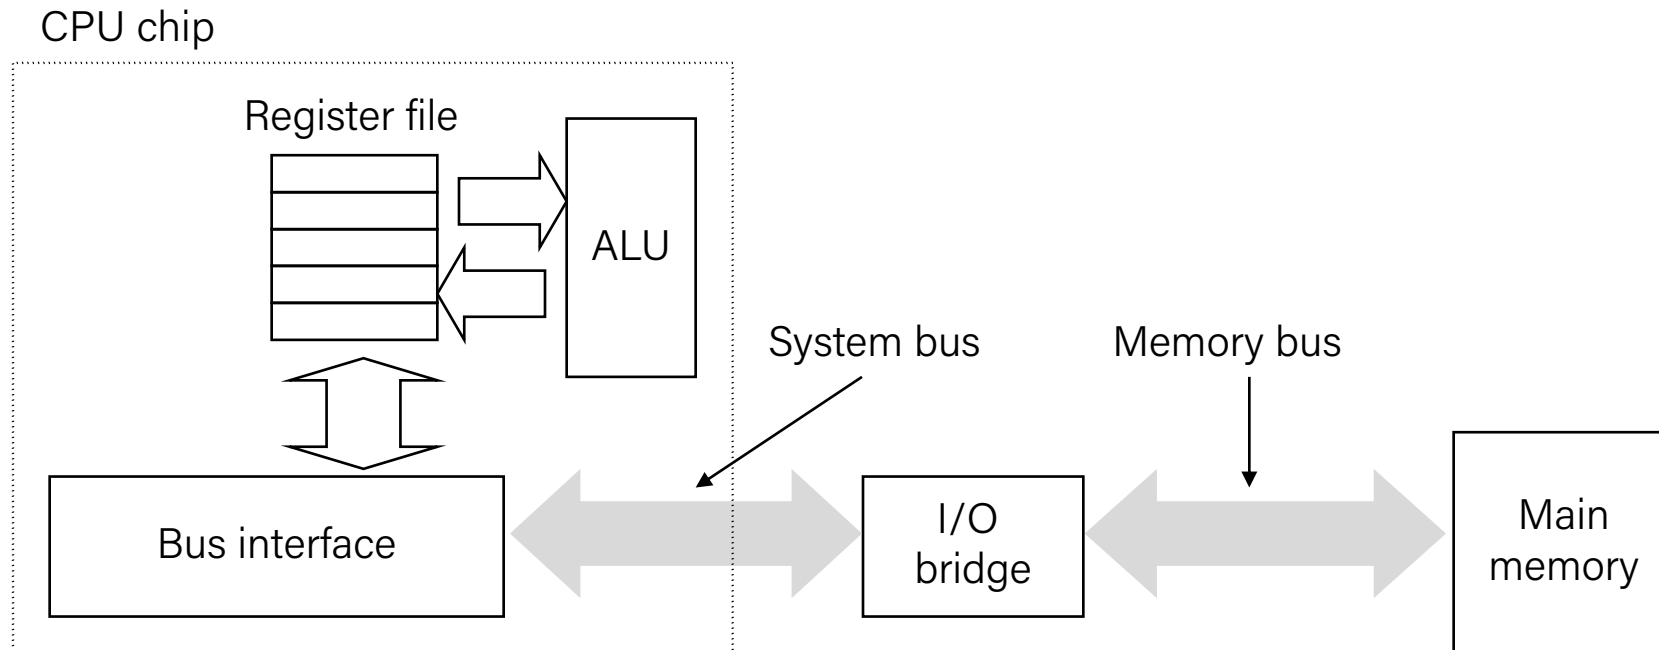 CPU chip
Register file
ALU
System bus
Memory bus
Bus interface
I/O
bridge
Main
memory